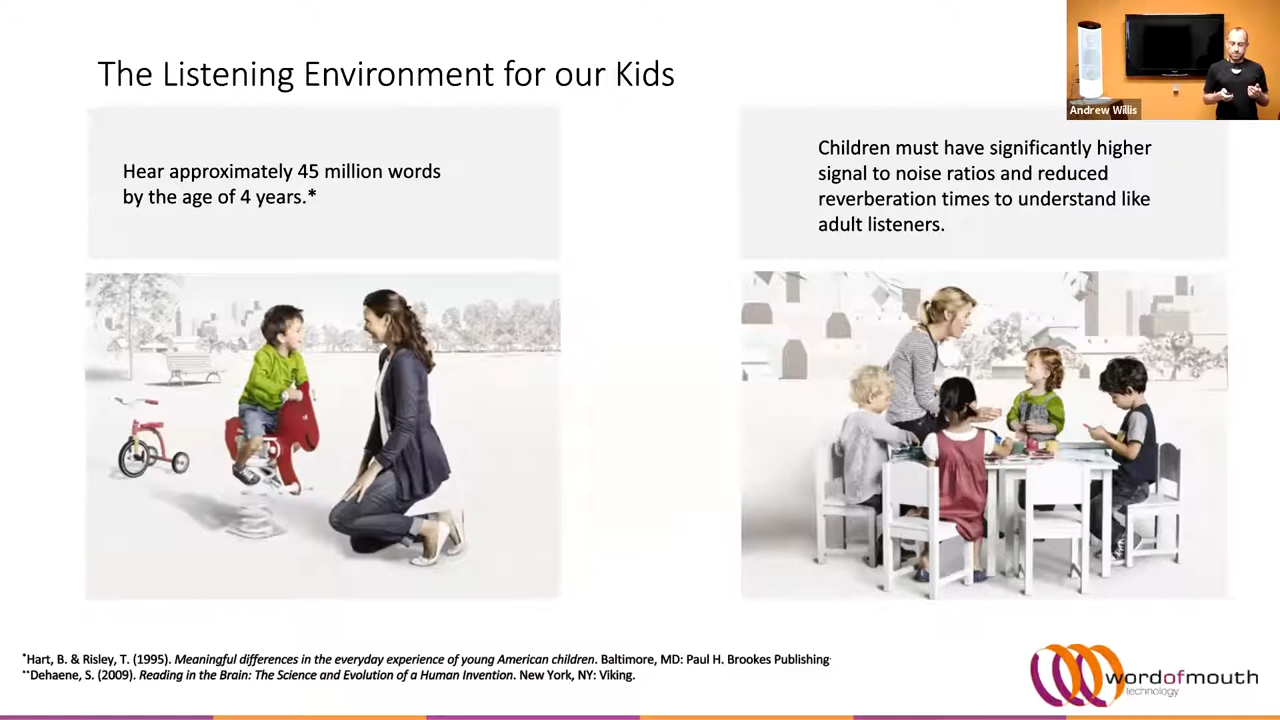 The Listening Environment for our Kids
Andrew Willis
Hear approximately 45 million words
by the age of 4 years.*
Children must have significantly higher
signal to noise ratios and reduced
reverberation times to understand like
adult listeners.
*Hart, B. & Risley, T. (1995). Meaningful differences in the everyday experience of young American children. Baltimore, MD: Paul H. Brookes Publishing.
**Dehaene, S. (2009). Reading in the Brain: The Science and Evolution of a Human Invention. New York, NY: Viking.
wordofmouth
technology